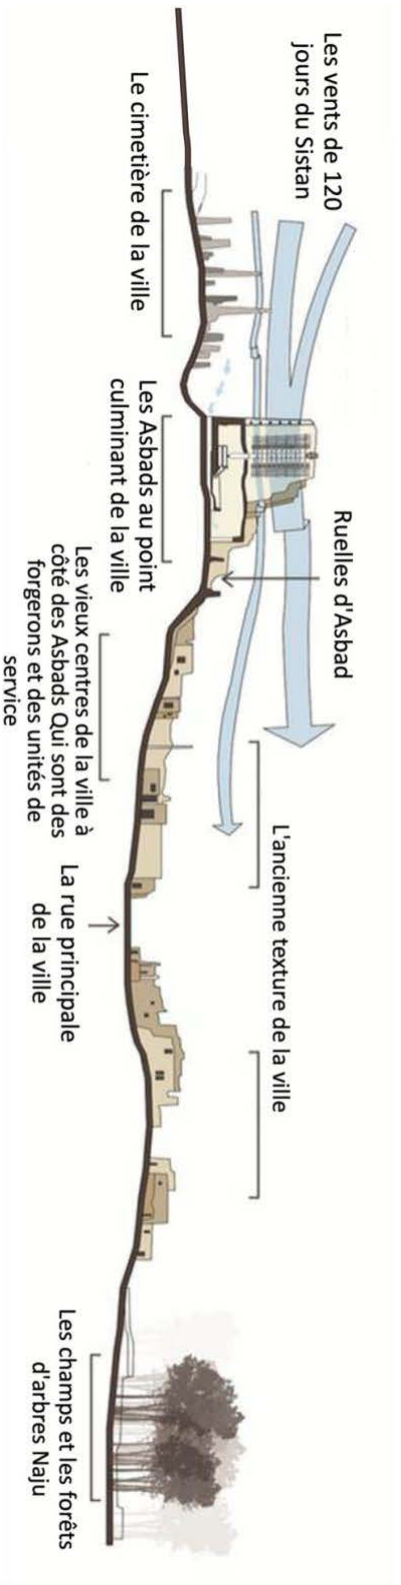 Les vents de 120
jours du Sistan
Ruelles d'Asbad
L'ancienne texture de la ville
Le cimetière de la ville
Les Asbads au point
culminant de la ville
Les vieux centres de la ville à
côté des Asbads Qui sont des
forgerons et des unités de
service
La rue principale
de la ville
Les champs et les forêts
d'arbres Naju